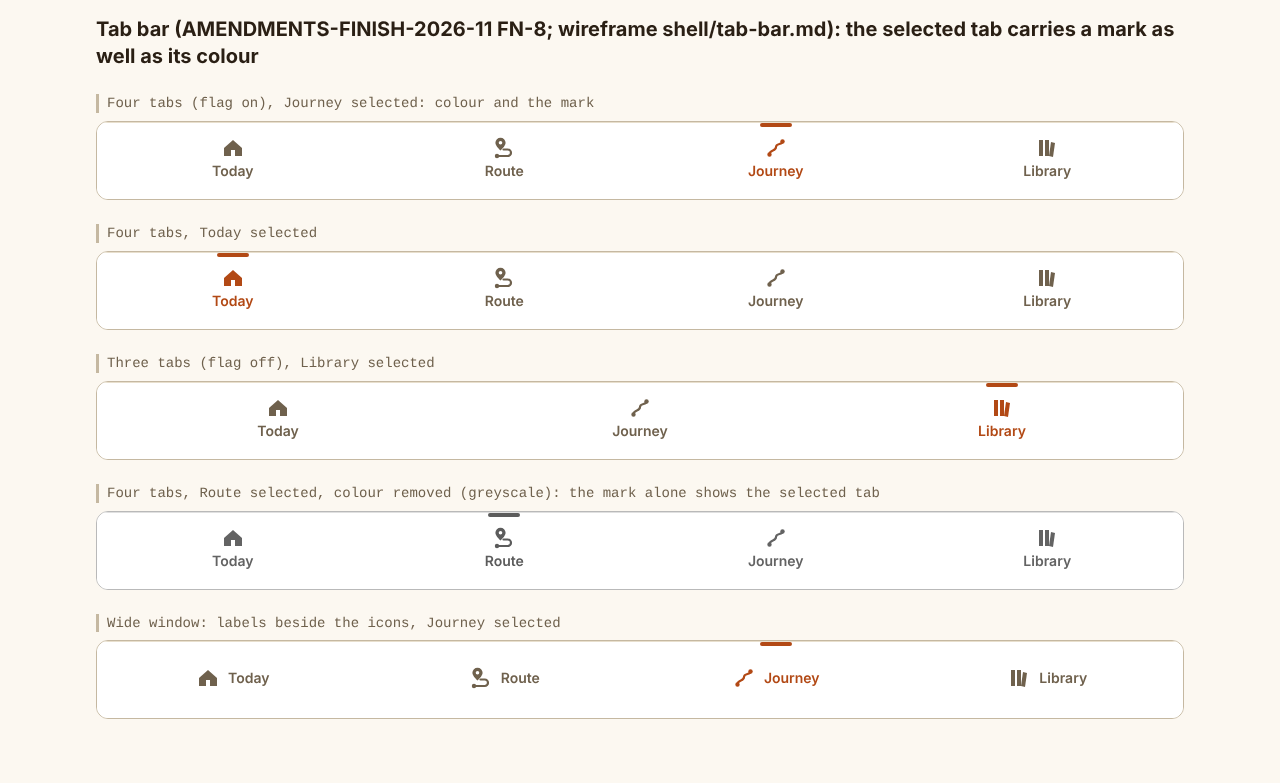 Tab bar (AMENDMENTS-FINISH-2026-11 FN-8; wireframe shell/tab-bar.md): the selected tab carries a mark as
well as its colour
Four tabs (flag on), Journey selected: colour and the mark
Today Route Journey Library
Four tabs, Today selected
Today Route Journey Library
Three tabs (flag off), Library selected
Today Journey Library
Four tabs, Route selected, colour removed (greyscale): the mark alone shows the selected tab
Today Route Journey Library
Wide window: labels beside the icons, Journey selected
Today Route Journey Library